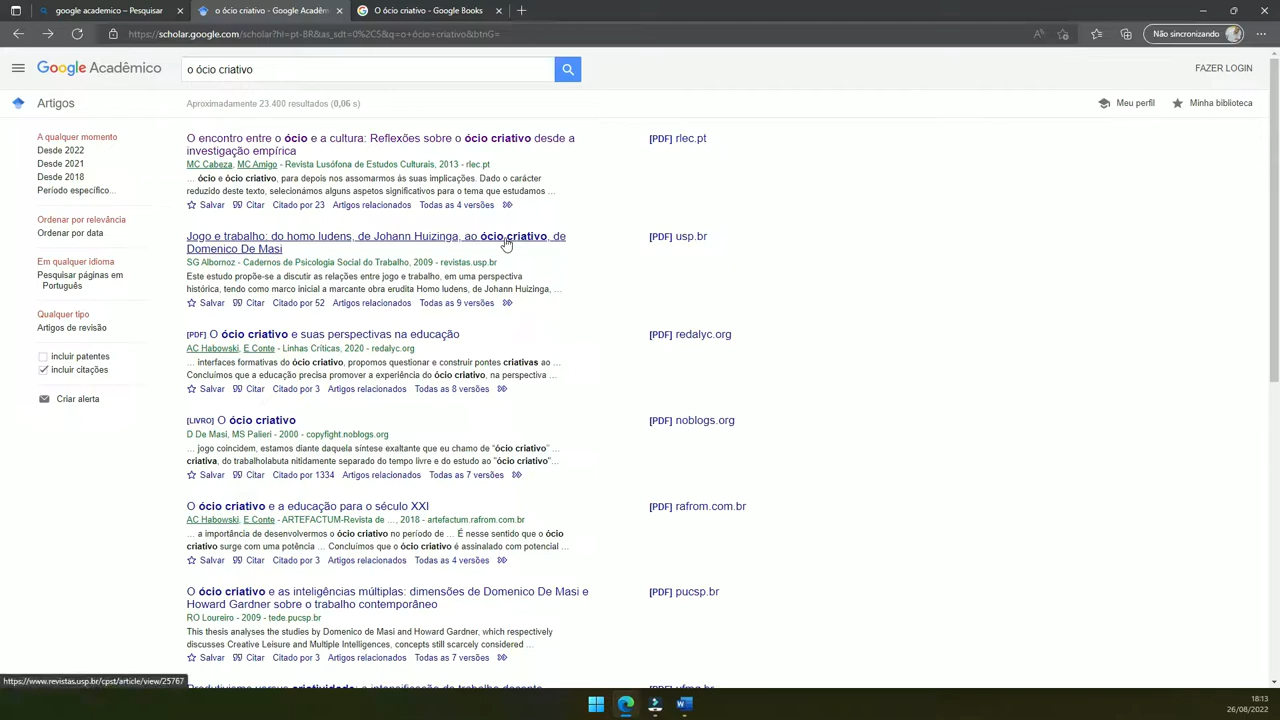 google academico – Pesquisar
o ócio criativo - Google Acadêm
O ócio criativo - Google Books
https://scholar.google.com/scholar?hl=pt-BR&as_sdt=0%2C5&q=o+ócio+criativo&btnG=
Não sincronizando
Google Acadêmico
o ócio criativo
FAZER LOGIN
Artigos
Aproximadamente 23.400 resultados (0,06 s)
Meu perfil
Minha biblioteca
A qualquer momento
Desde 2022
Desde 2021
Desde 2018
Período específico...
Ordenar por relevância
Ordenar por data
Em qualquer idioma
Pesquisar páginas em
Português
Qualquer tipo
Artigos de revisão
incluir patentes
incluir citações
Criar alerta
O encontro entre o ócio e a cultura: Reflexões sobre o ócio criativo desde a
investigação empírica
MC Cabeza, MC Amigo - Revista Lusófona de Estudos Culturais, 2013 - rlec.pt
... ócio e ócio criativo, para depois nos assomarmos às suas implicações. Dado o carácter
reduzido deste texto, selecionámos alguns aspetos significativos para o tema que estudamos ...
Salvar Citar Citado por 23 Artigos relacionados Todas as 4 versões
[PDF] rlec.pt
Jogo e trabalho: do homo ludens, de Johann Huizinga, ao ócio criativo, de
Domenico De Masi
SG Albornoz - Cadernos de Psicologia Social do Trabalho, 2009 - revistas.usp.br
Este estudo propõe-se a discutir as relações entre jogo e trabalho, em uma perspectiva
histórica, tendo como marco inicial a marcante obra erudita Homo ludens, de Johann Huizinga, ...
Salvar Citar Citado por 52 Artigos relacionados Todas as 9 versões
[PDF] usp.br
[PDF] O ócio criativo e suas perspectivas na educação
AC Habowski, E Conte - Linhas Críticas, 2020 - redalyc.org
... interfaces formativas do ócio criativo, propomos questionar e construir pontes criativas ao ...
Concluímos que a educação precisa promover a experiência do ócio criativo, na perspectiva ...
Salvar Citar Citado por 3 Artigos relacionados Todas as 8 versões
[PDF] redalyc.org
[LIVRO] O ócio criativo
D De Masi, MS Palieri - 2000 - copyfight.noblogs.org
... jogo coincidem, estamos diante daquela síntese exaltante que eu chamo de “ócio criativo” ...
criativa, do trabalholabuta nitidamente separado do tempo livre e do estudo ao “ócio criativo”...
Salvar Citar Citado por 1334 Artigos relacionados Todas as 7 versões
[PDF] noblogs.org
O ócio criativo e a educação para o século XXI
AC Habowski, E Conte - ARTEFACTUM-Revista de ..., 2018 - artefactum.rafrom.com.br
... a importância de desenvolvermos o ócio criativo no período de ... É nesse sentido que o ócio
criativo surge com uma potência ... Concluímos que o ócio criativo é assinalado com potencial ...
Salvar Citar Citado por 3 Artigos relacionados Todas as 4 versões
[PDF] rafrom.com.br
O ócio criativo e as inteligências múltiplas: dimensões de Domenico De Masi e
Howard Gardner sobre o trabalho contemporâneo
RO Loureiro - 2009 - tede.pucsp.br
This thesis analyses the studies by Domenico de Masi and Howard Gardner, which respectively
discusses Creative Leisure and Multiple Intelligences, concepts still scarcely considered ...
Salvar Citar Citado por 3 Artigos relacionados Todas as 7 versões
[PDF] pucsp.br
Produtivismo versus criatividade: a intensificação do trabalho docente
[PDF] ufmg.br
https://www.revistas.usp.br/cpst/article/view/25767
18:13
26/08/2022